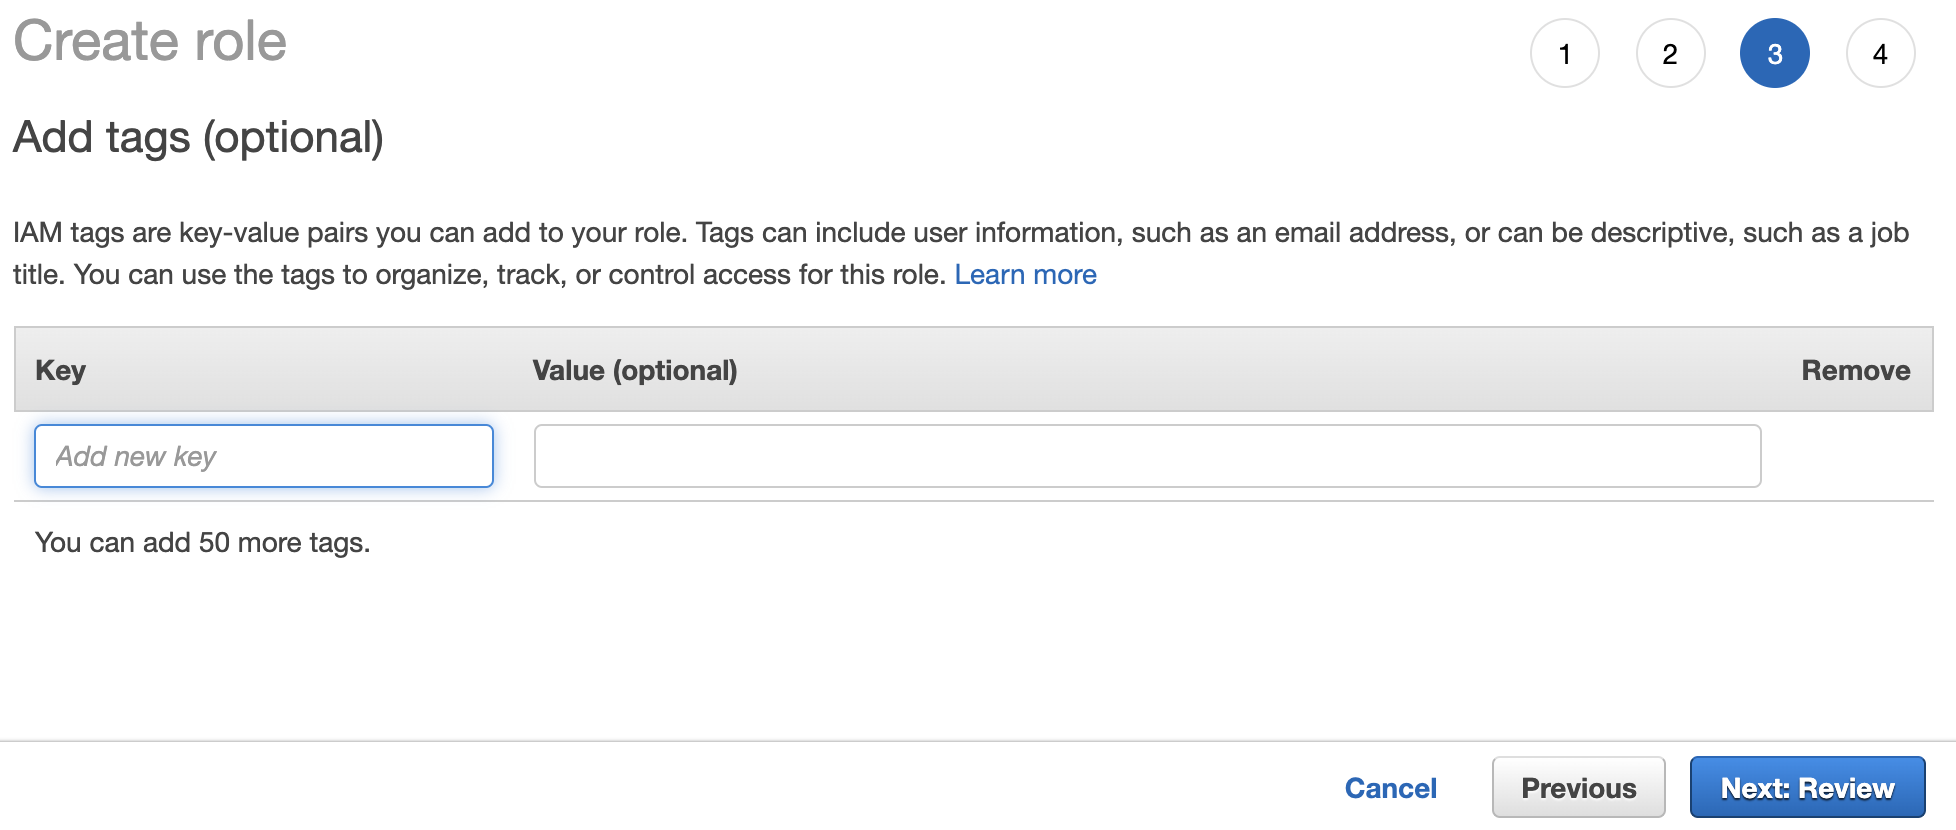 Create role
1 2 3 4
Add tags (optional)
IAM tags are key-value pairs you can add to your role. Tags can include user information, such as an email address, or can be descriptive, such as a job
title. You can use the tags to organize, track, or control access for this role. Learn more
Key Value (optional) Remove
Add new key
You can add 50 more tags.
Cancel Previous Next: Review